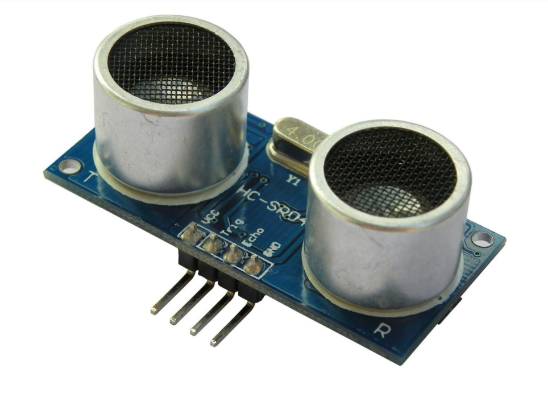 T
4.00
Y1
HC-SR04
Vcc
Trig
Echo
GND
R